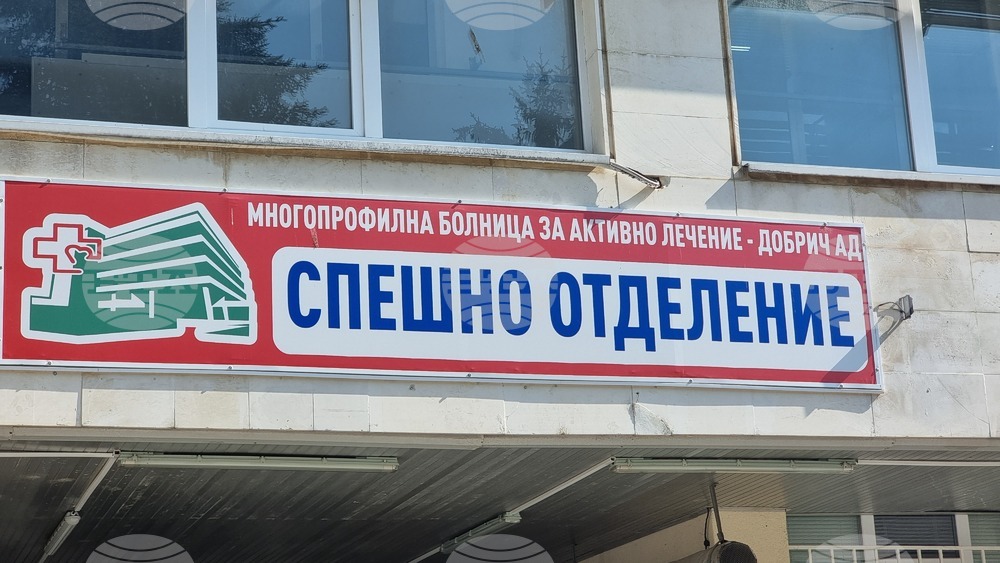 МНОГОПРОФИЛНА БОЛНИЦА ЗА АКТИВНО ЛЕЧЕНИЕ - ДОБРИЧ АД
СПЕШНО ОТДЕЛЕНИЕ